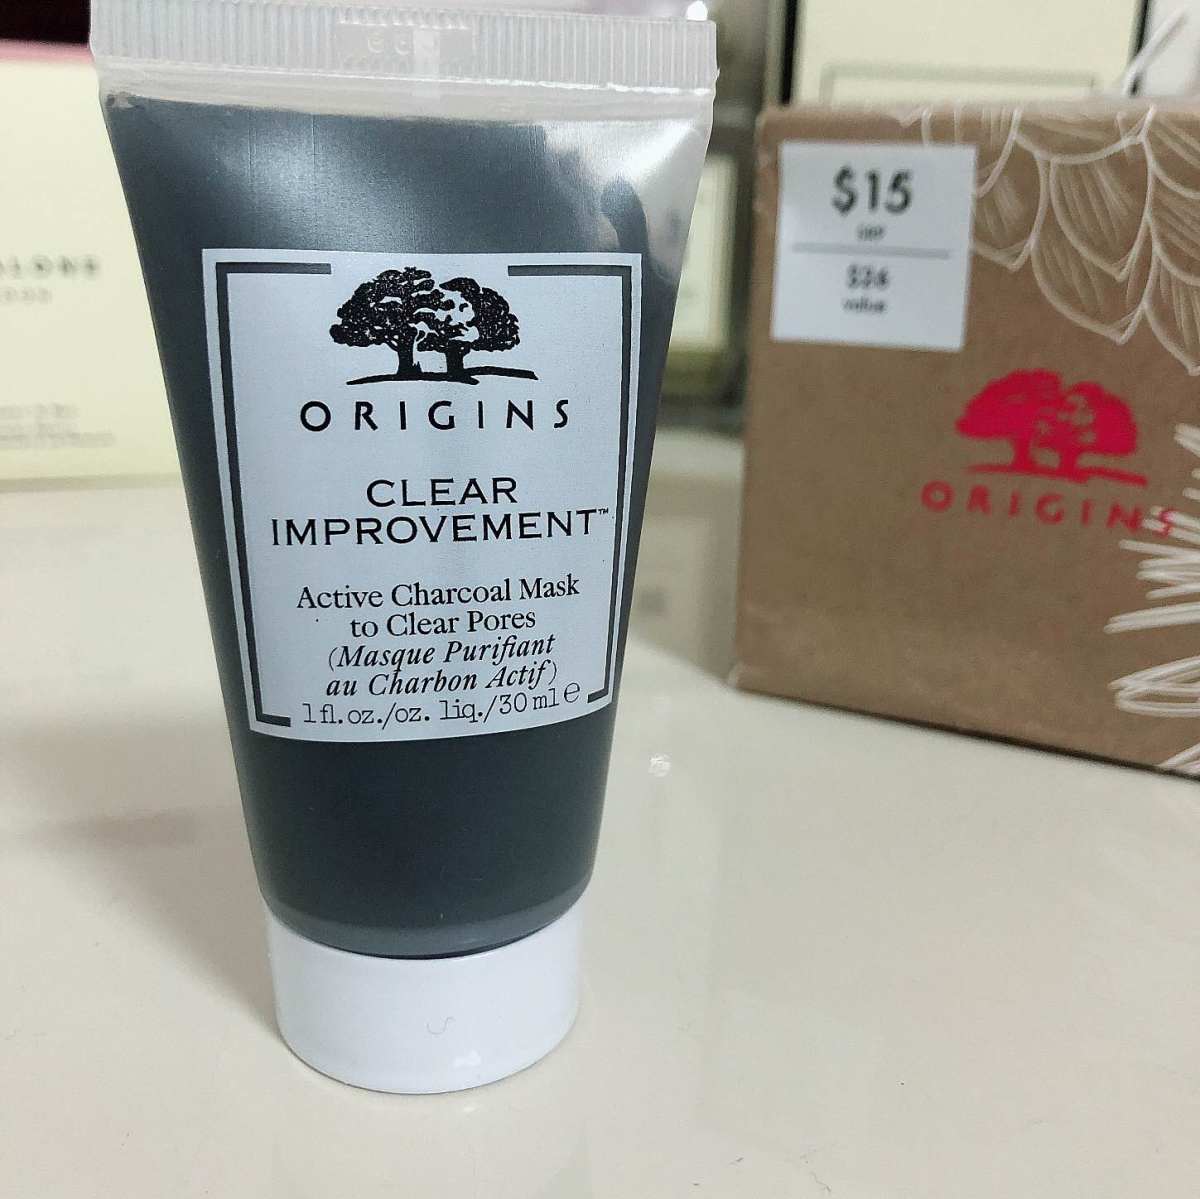 ORIGINS
CLEAR
IMPROVEMENT™
Active Charcoal Mask
to Clear Pores
(Masque Purifiant
au Charbon Actif)
1 fl. oz./oz. liq./30 ml e
$15
value
ORIGINS